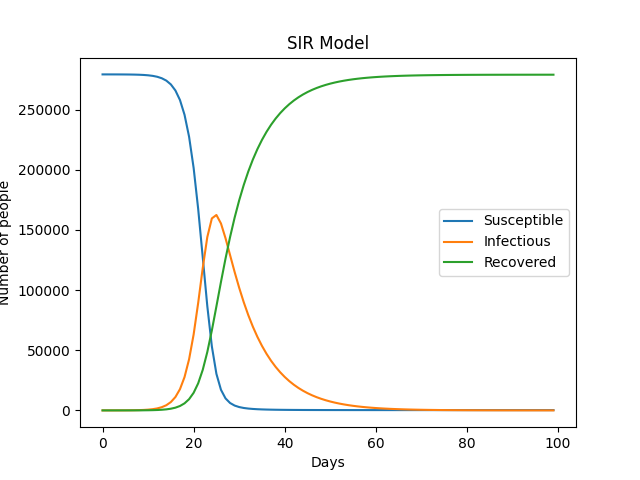 SIR Model
Number of people
250000
200000
150000
100000
50000
0
Susceptible
Infectious
Recovered
0 20 40 60 80 100
Days